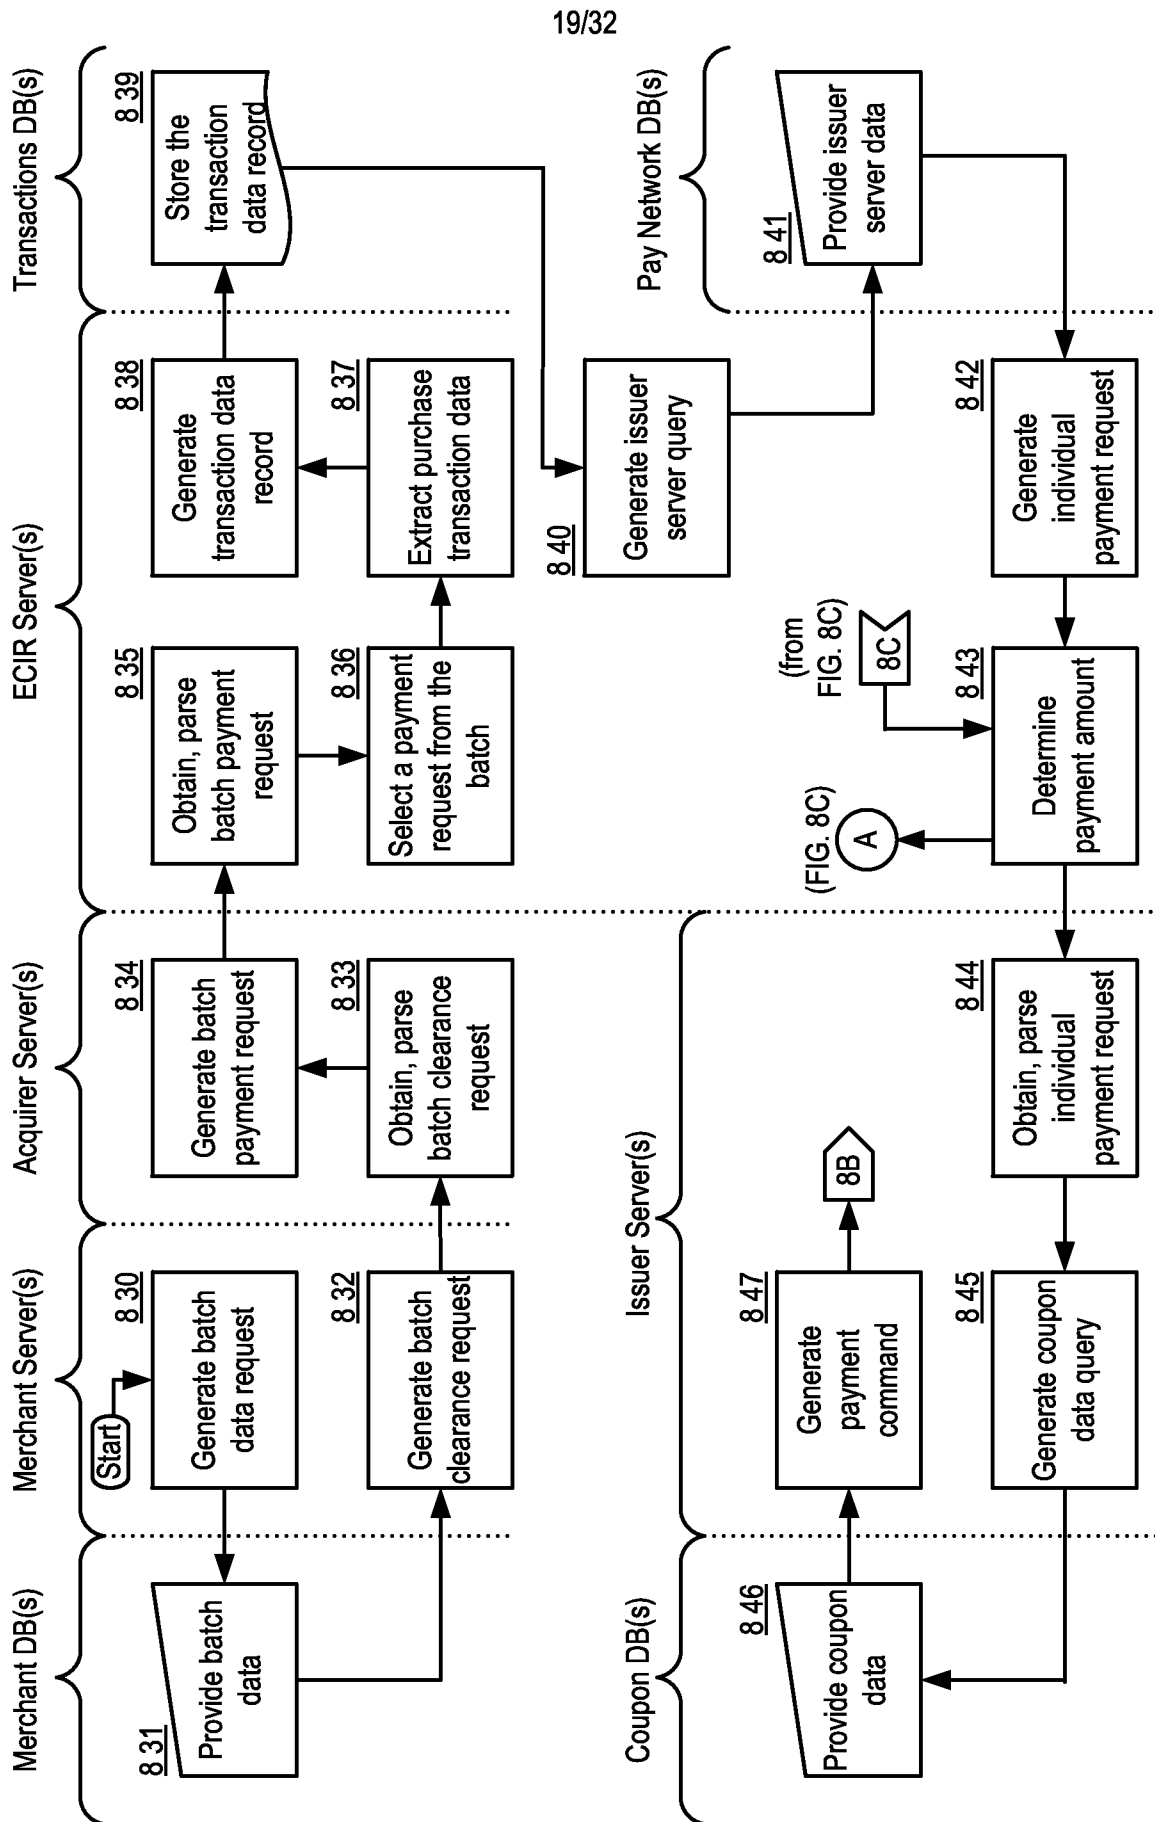 19/32
Merchant DB(s)
Merchant Server(s)
Acquirer Server(s)
ECIR Server(s)
Transactions DB(s)
Start
8 30
Generate batch
data request
8 31
Provide batch
data
8 32
Generate batch
clearance request
8 33
Obtain, parse
batch clearance
request
8 34
Generate batch
payment request
8 35
Obtain, parse
batch payment
request
8 36
Select a payment
request from the
batch
8 37
Extract purchase
transaction data
8 38
Generate
transaction data
record
8 39
Store the
transaction
data record
8 40
Generate issuer
server query
Coupon DB(s)
Issuer Server(s)
Pay Network DB(s)
8 41
Provide issuer
server data
8 42
Generate
individual
payment request
(from
FIG. 8C)
8C
8 43
Determine
payment amount
(FIG. 8C)
A
8 44
Obtain, parse
individual
payment request
8 45
Generate coupon
data query
8 46
Provide coupon
data
8 47
Generate
payment
command
8B